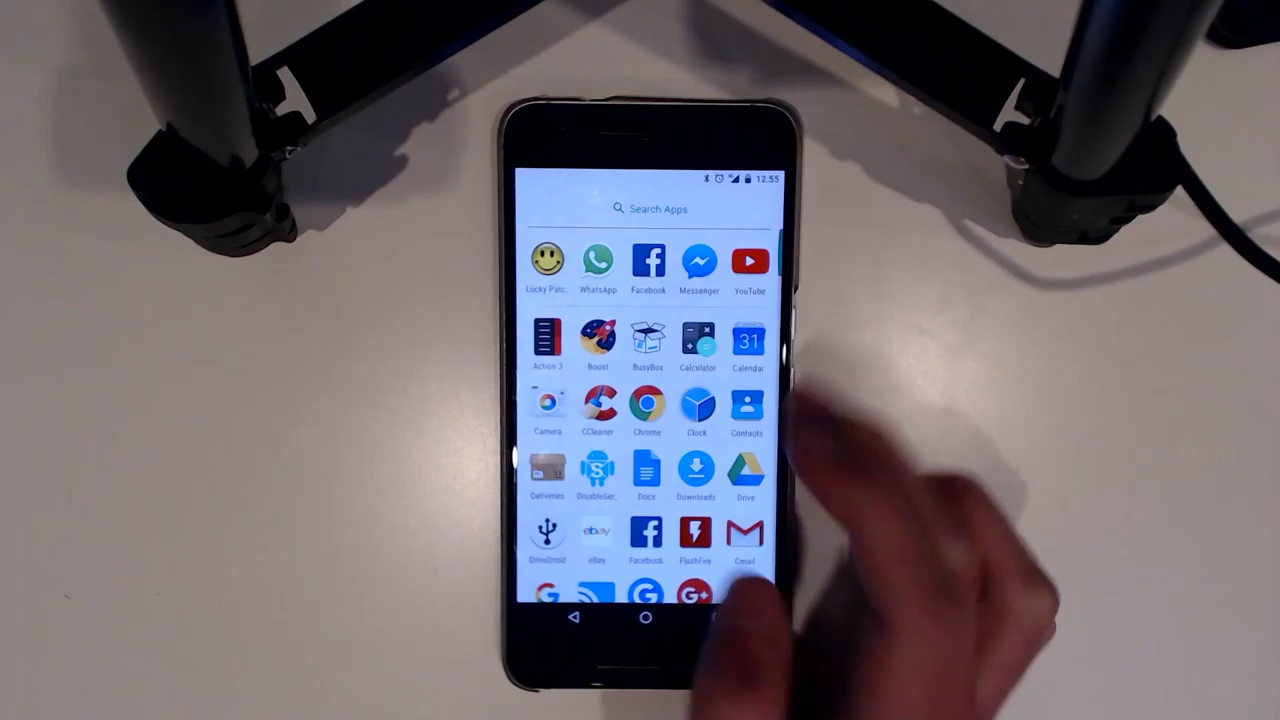 12:55
Search Apps
Lucky Patc.. WhatsApp Facebook Messenger YouTube
Action 3 Boost BusyBox Calculator Calendar
31
Camera CCleaner Chrome Clock Contacts
Deliveries DisableSer.. Docs Downloads Drive
ebay
DriveDroid eBay Facebook FlashFire Gmail